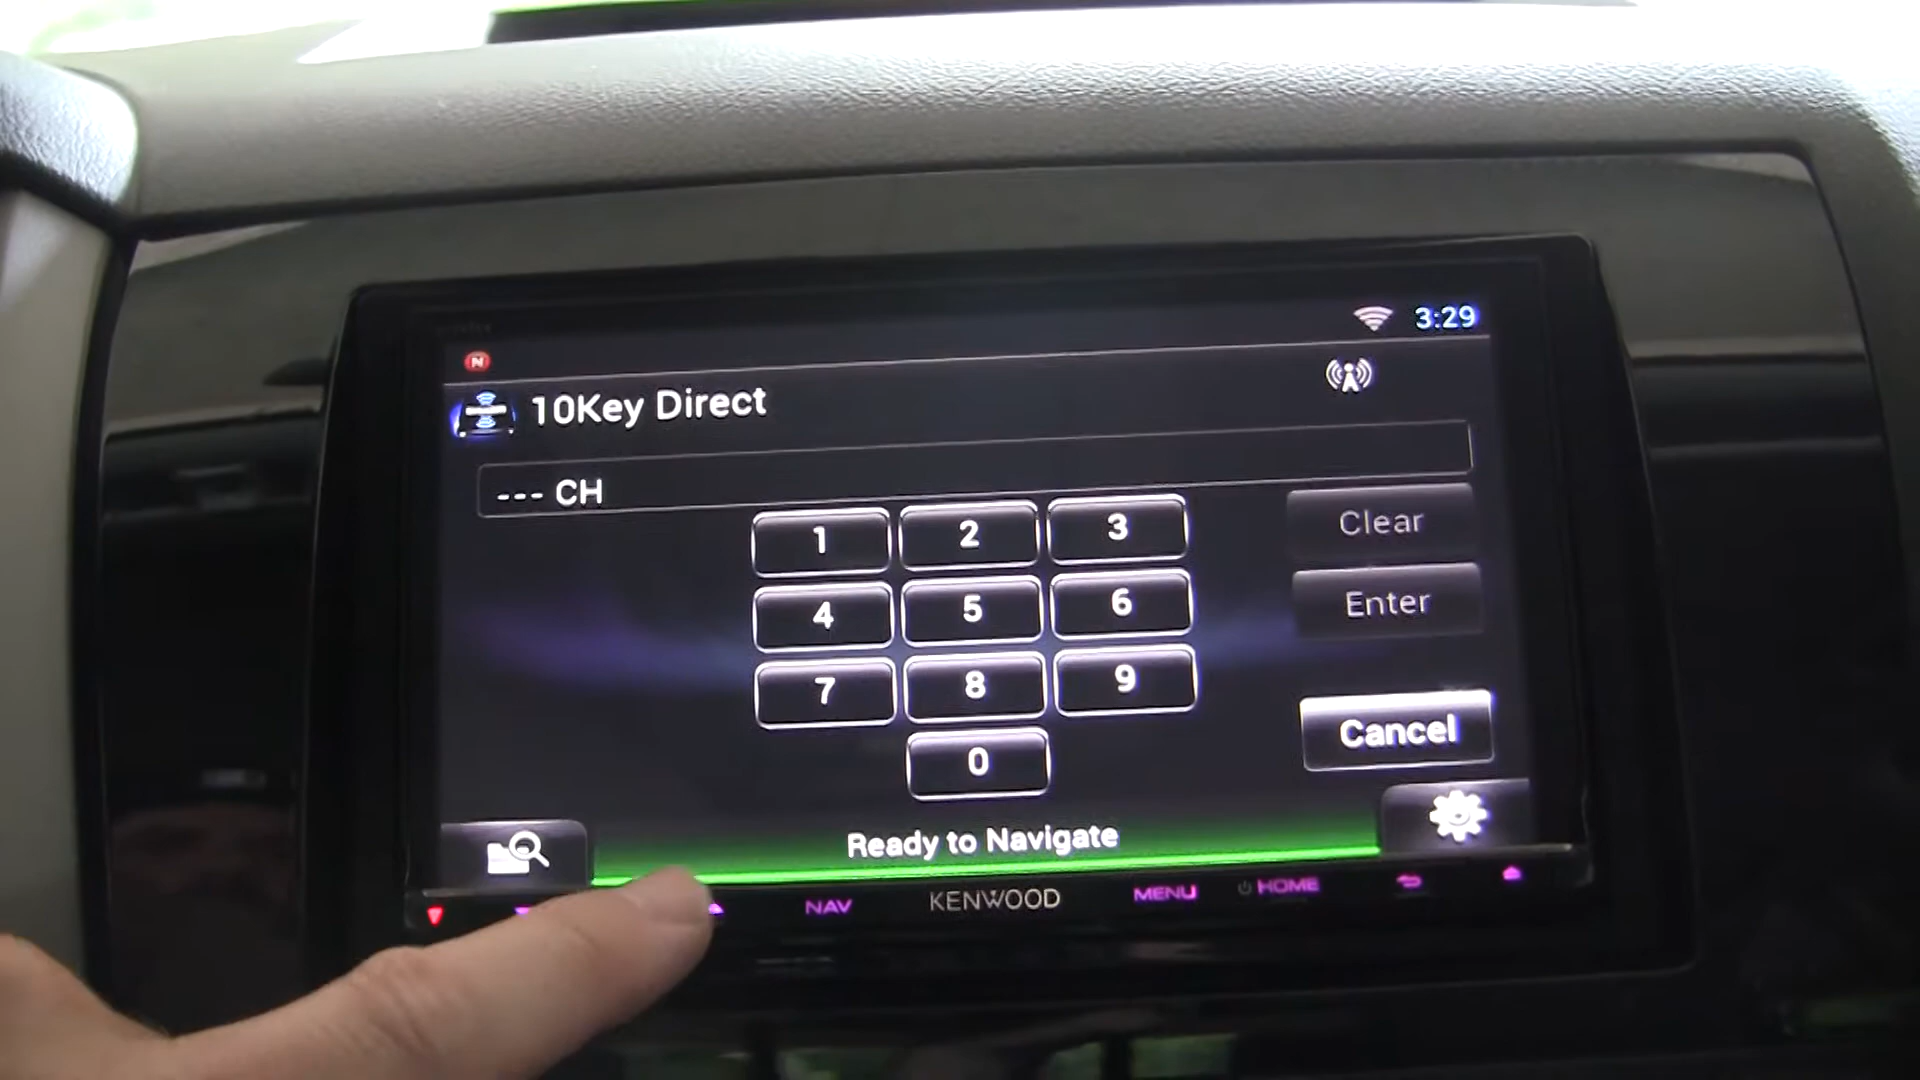 3:29
N
10Key Direct
--- CH
1 2 3
Clear
4 5 6
Enter
7 8 9
Cancel
0
Ready to Navigate
NAV KENWOOD MENU HOME